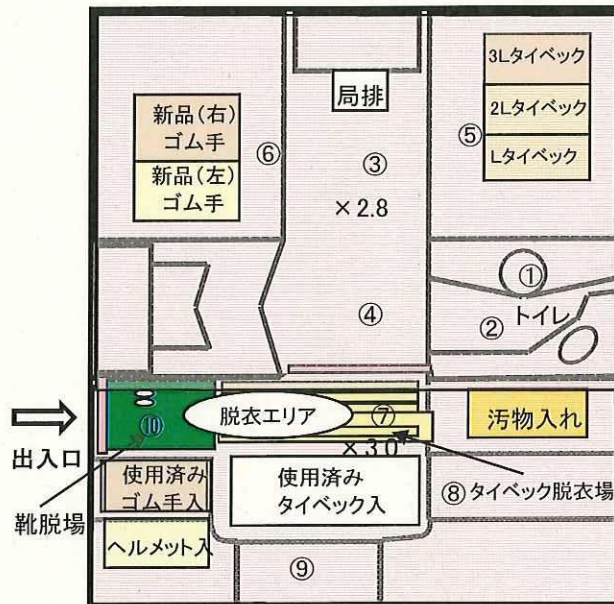 局排
新品(右)
ゴム手
新品(左)
ゴム手
⑥
③
×2.8
⑤
3Lタイベック
2Lタイベック
Lタイベック
①
④
②
トイレ
⑩
脱衣エリア
⑦
×3.0
汚物入れ
出入口
靴脱場
使用済み
ゴム手入
使用済み
タイベック入
⑧タイベック脱衣場
ヘルメット入
⑨